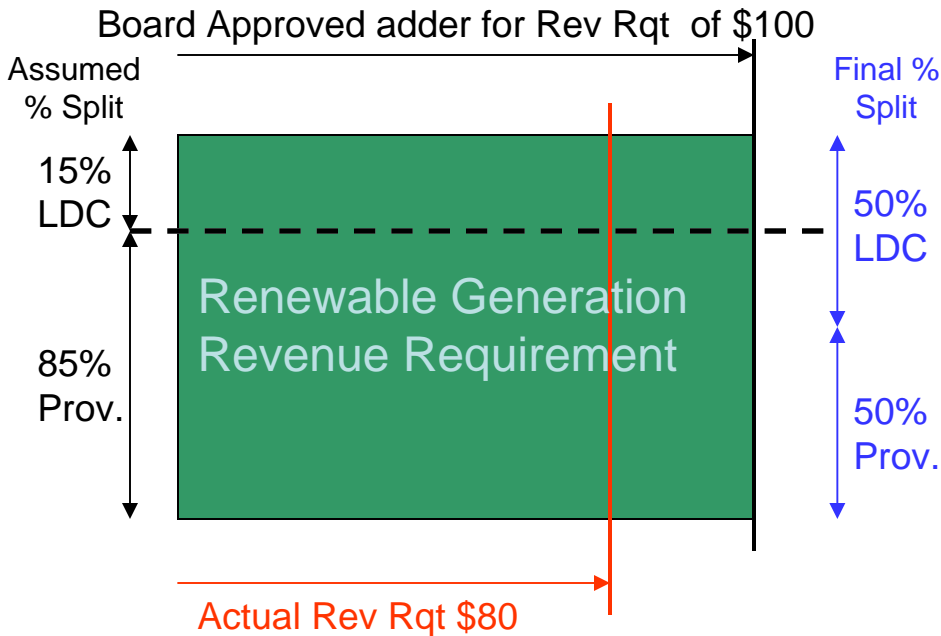 Board Approved adder for Rev Rqt of $100
Assumed
% Split
Final %
Split
15%
LDC
50%
LDC
Renewable Generation
Revenue Requirement
85%
Prov.
50%
Prov.
Actual Rev Rqt $80